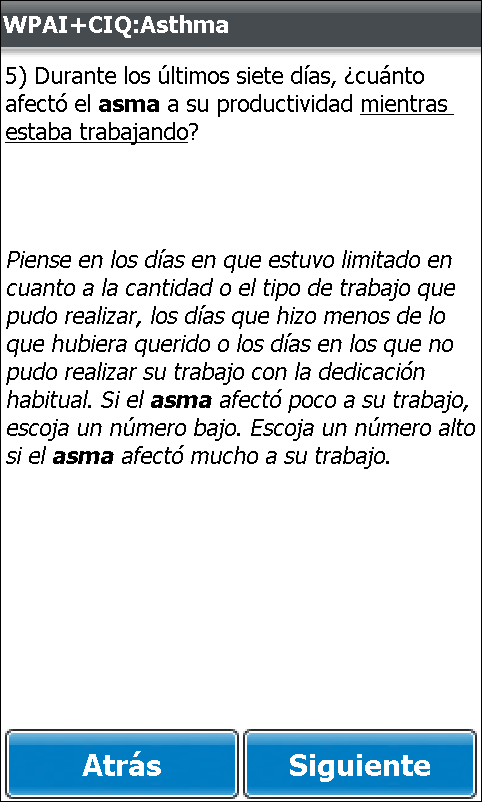 WPAI+CIQ:Asthma
5) Durante los últimos siete días, ¿cuánto
afectó el asma a su productividad mientras
estaba trabajando?
Piense en los días en que estuvo limitado en
cuanto a la cantidad o el tipo de trabajo que
pudo realizar, los días que hizo menos de lo
que hubiera querido o los días en los que no
pudo realizar su trabajo con la dedicación
habitual. Si el asma afectó poco a su trabajo,
escoja un número bajo. Escoja un número alto
si el asma afectó mucho a su trabajo.
Atrás
Siguiente